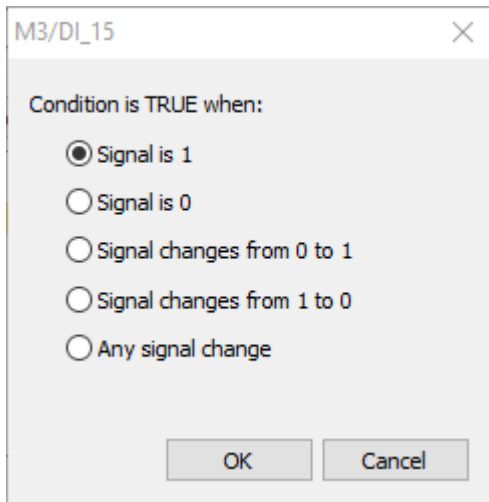 M3/DI_15
Condition is TRUE when:
Signal is 1
Signal is 0
Signal changes from 0 to 1
Signal changes from 1 to 0
Any signal change
OK Cancel